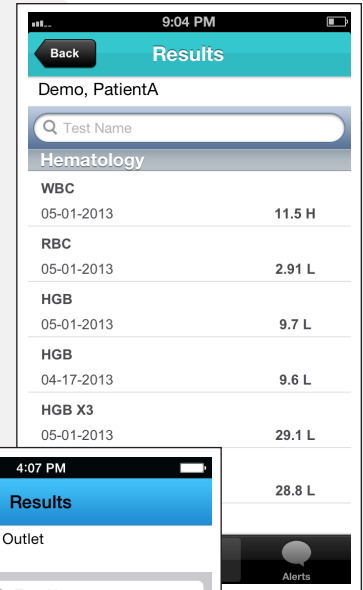 9:04 PM
Back Results
Demo, PatientA
Test Name
Hematology
WBC
05-01-2013 11.5 H
RBC
05-01-2013 2.91 L
HGB
05-01-2013 9.7 L
HGB
04-17-2013 9.6 L
HGB X3
05-01-2013 29.1 L
28.8 L
Alerts
4:07 PM
Results
Outlet